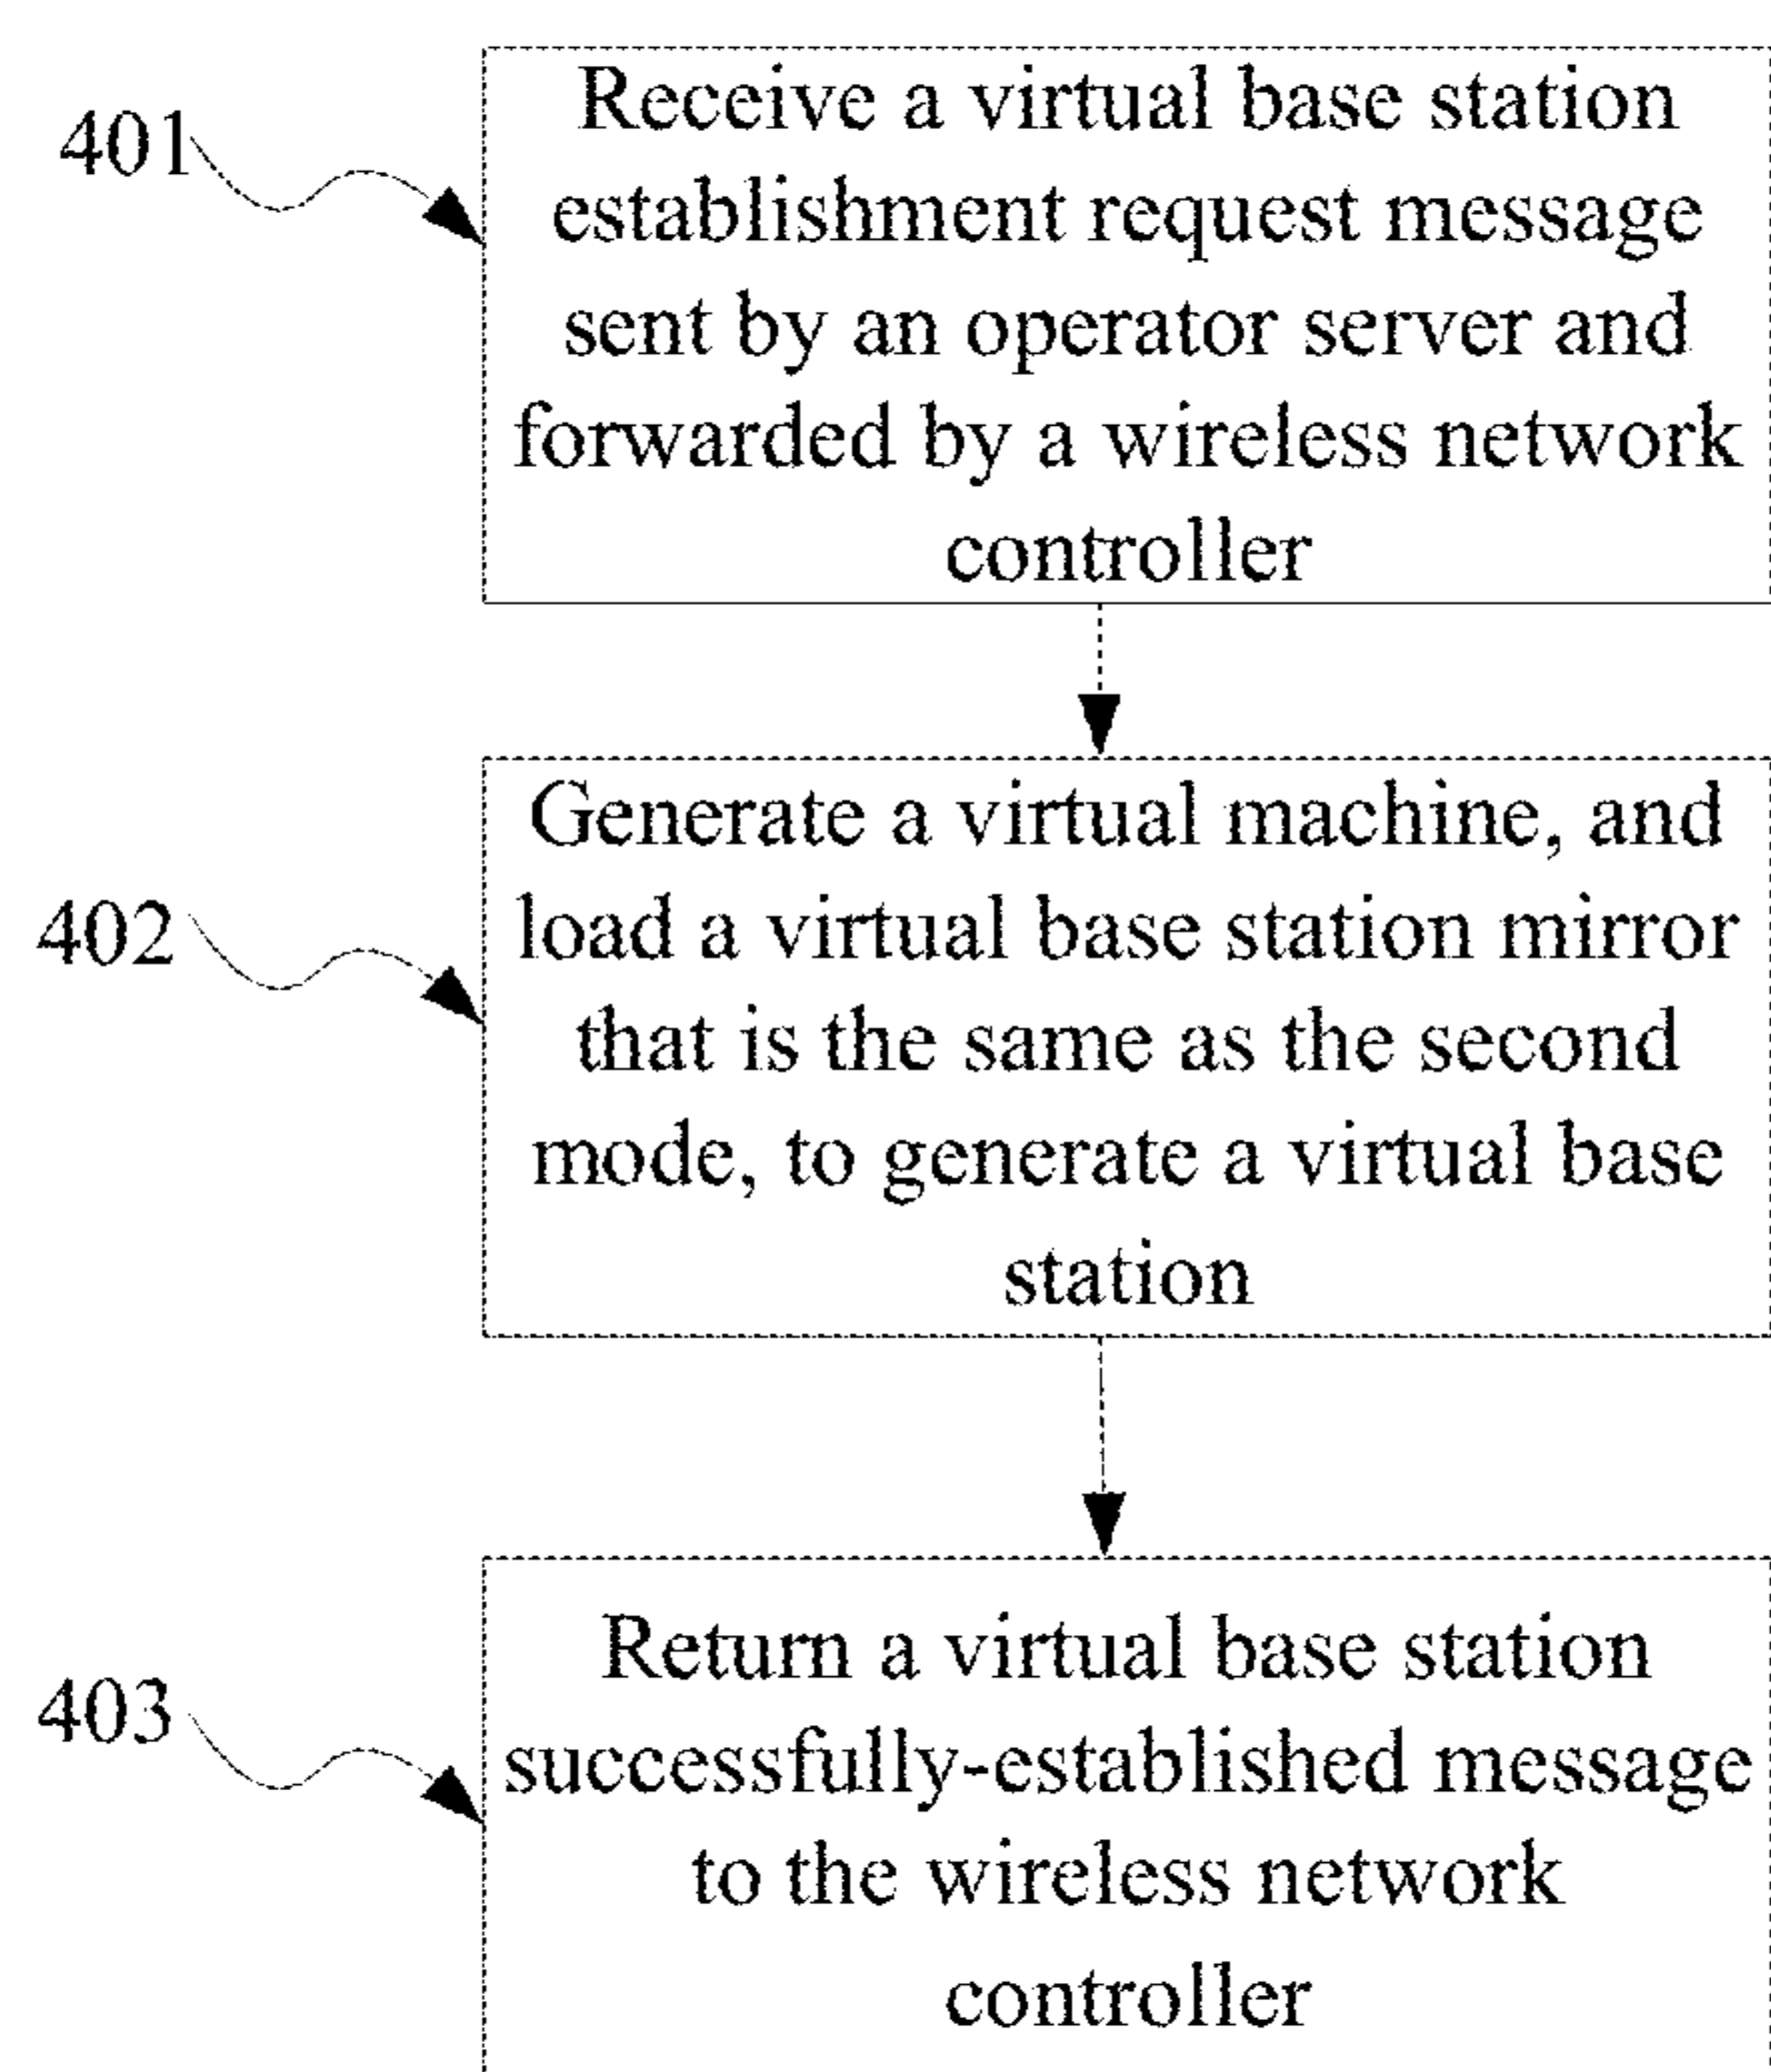 401
Receive a virtual base station
establishment request message
sent by an operator server and
forwarded by a wireless network
controller
402
Generate a virtual machine, and
load a virtual base station mirror
that is the same as the second
mode, to generate a virtual base
station
403
Return a virtual base station
successfully-established message
to the wireless network
controller